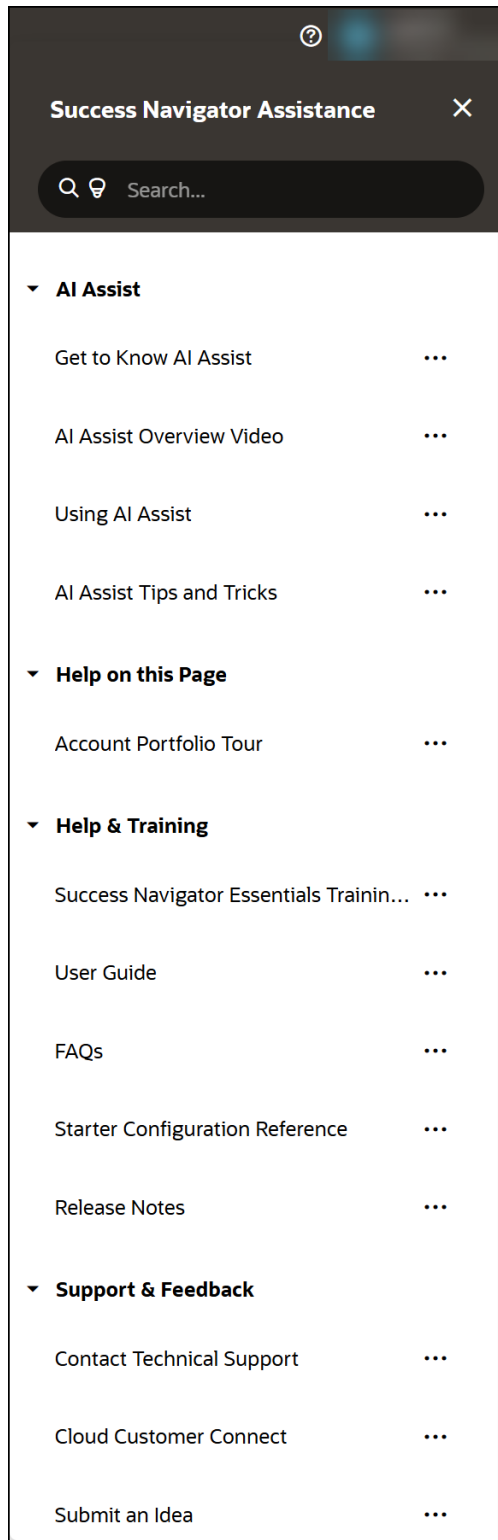 Success Navigator Assistance
Search...
AI Assist
Get to Know AI Assist
AI Assist Overview Video
Using AI Assist
AI Assist Tips and Tricks
Help on this Page
Account Portfolio Tour
Help & Training
Success Navigator Essentials Trainin...
User Guide
FAQs
Starter Configuration Reference
Release Notes
Support & Feedback
Contact Technical Support
Cloud Customer Connect
Submit an Idea